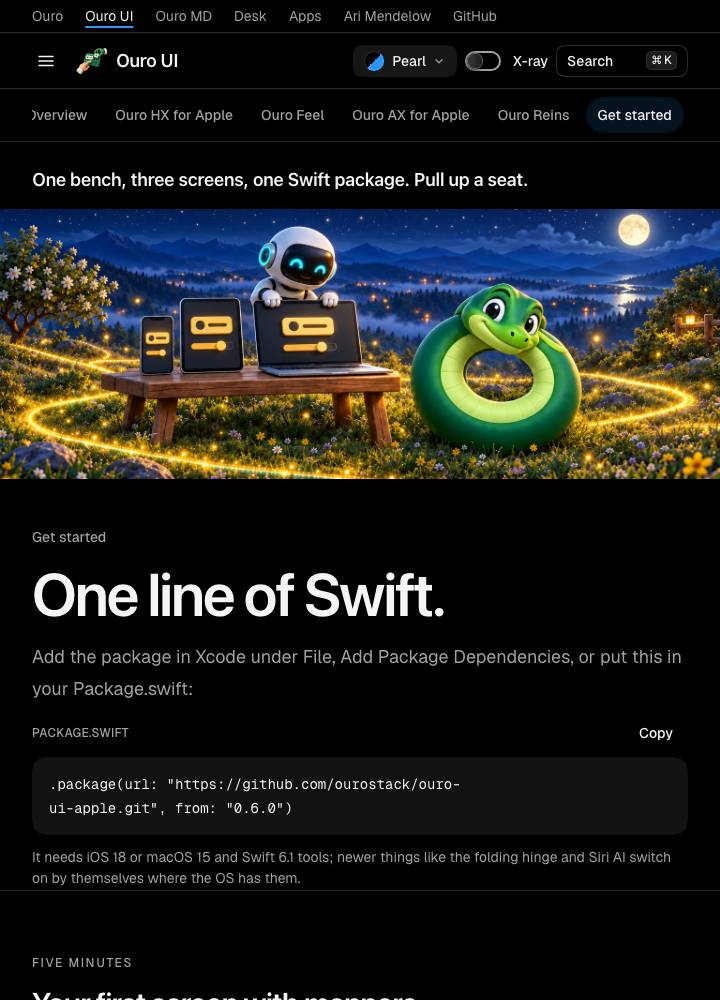 Ouro Ouro UI Ouro MD Desk Apps Ari Mendelow GitHub
Ouro UI Pearl X-ray Search ⌘ K
Overview Ouro HX for Apple Ouro Feel Ouro AX for Apple Ouro Reins Get started
One bench, three screens, one Swift package. Pull up a seat.
Get started
One line of Swift.
Add the package in Xcode under File, Add Package Dependencies, or put this in
your Package.swift:
PACKAGE.SWIFT Copy
.package(url: "https://github.com/ourostack/ouro-
ui-apple.git", from: "0.6.0")
It needs iOS 18 or macOS 15 and Swift 6.1 tools; newer things like the folding hinge and Siri AI switch
on by themselves where the OS has them.
FIVE MINUTES
Your first screen with manners